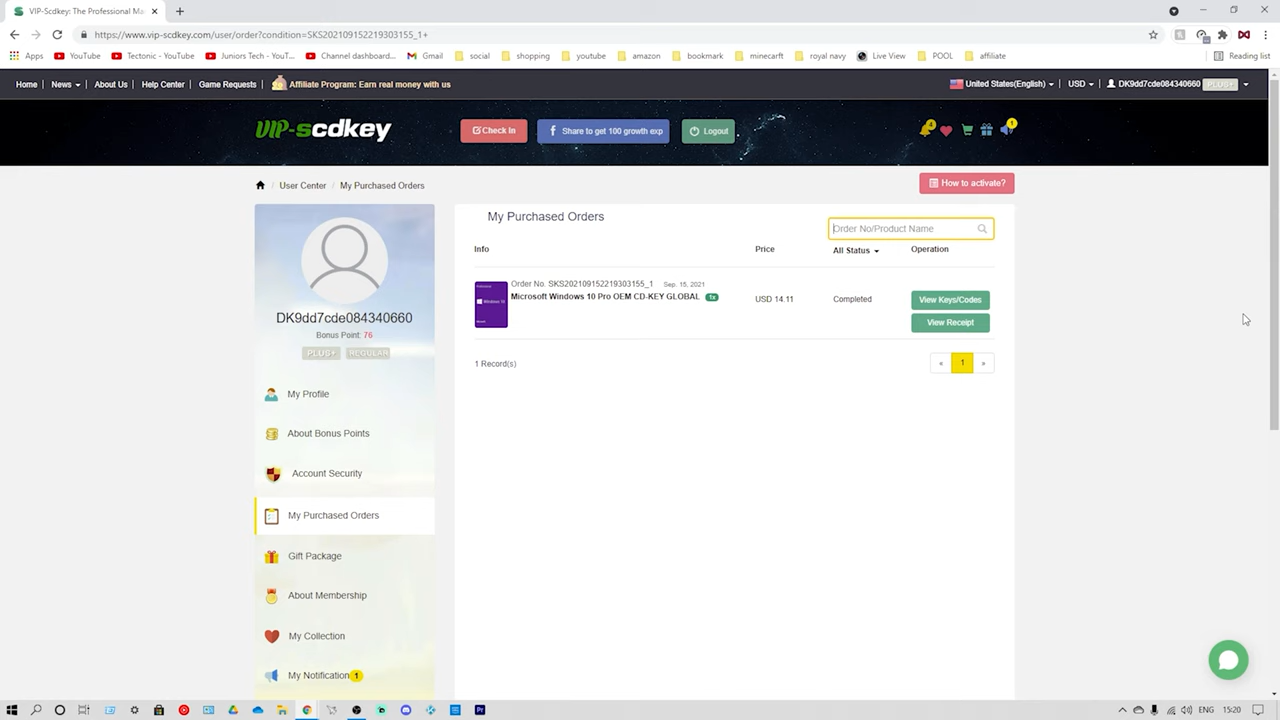 VIP-Scdkey: The Professional Ma
https://www.vip-scdkey.com/user/order?condition=SKS202109152219303155_1+
Apps YouTube Tectonic - YouTube Juniors Tech - YouT... Channel dashboard... Gmail social shopping youtube amazon bookmark minecarft royal navy Live View POOL affiliate Reading list
Home News About Us Help Center Game Requests Affiliate Program: Earn real money with us United States(English) USD DK9dd7cde084340660 PLUS+
VIP-scdkey Check In f Share to get 100 growth exp Logout 4 1
User Center / My Purchased Orders How to activate?
My Purchased Orders
Order No/Product Name
Info Price All Status Operation
Order No. SKS202109152219303155_1 Sep. 15, 2021
Microsoft Windows 10 Pro OEM CD-KEY GLOBAL 1x USD 14.11 Completed View Keys/Codes
Windows 10
View Receipt
DK9dd7cde084340660
Bonus Point: 76
PLUS+ REGULAR
1 Record(s) « 1 »
My Profile
About Bonus Points
Account Security
My Purchased Orders
Gift Package
About Membership
My Collection
My Notification 1
Pr ENG 15:20